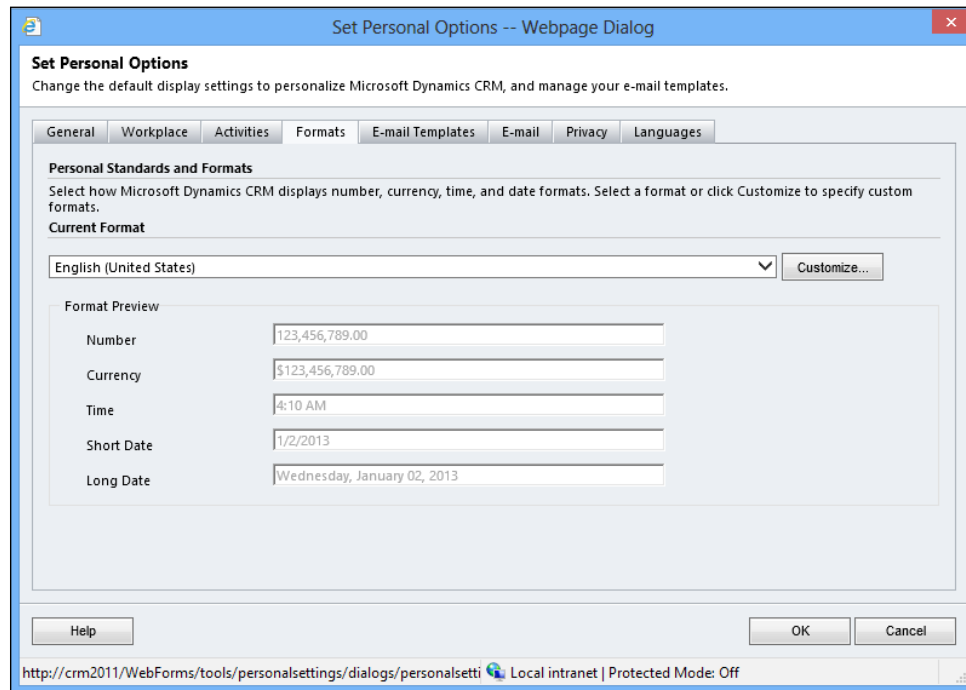 Set Personal Options -- Webpage Dialog
Set Personal Options
Change the default display settings to personalize Microsoft Dynamics CRM, and manage your e-mail templates.
General Workplace Activities Formats E-mail Templates E-mail Privacy Languages
Personal Standards and Formats
Select how Microsoft Dynamics CRM displays number, currency, time, and date formats. Select a format or click Customize to specify custom
formats.
Current Format
English (United States) Customize...
Format Preview
Number 123,456,789.00
Currency $123,456,789.00
Time 4:10 AM
Short Date 1/2/2013
Long Date Wednesday, January 02, 2013
Help OK Cancel
http://crm2011/WebForms/tools/personalsettings/dialogs/personalsetti Local intranet | Protected Mode: Off